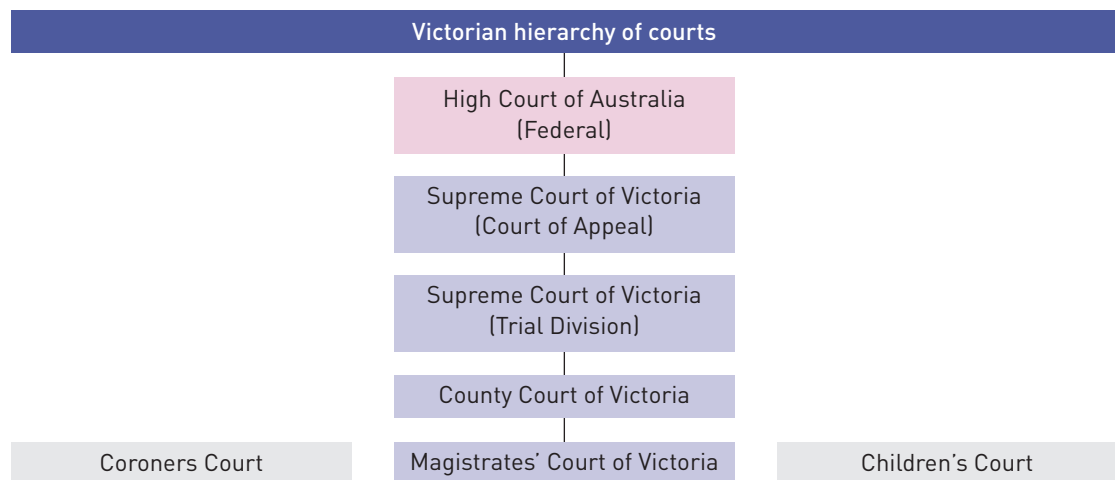 Victorian hierarchy of courts
High Court of Australia
(Federal)
Supreme Court of Victoria
(Court of Appeal)
Supreme Court of Victoria
(Trial Division)
County Court of Victoria
Coroners Court
Magistrates’ Court of Victoria
Children’s Court